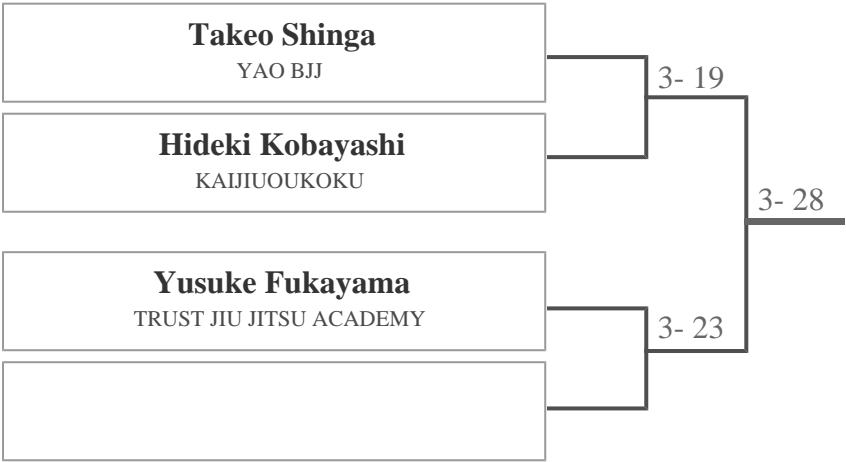 Takeo Shinga
YAO BJJ
3- 19
Hideki Kobayashi
KAIJIUOUKOKU
3- 28
Yusuke Fukayama
TRUST JIU JITSU ACADEMY
3- 23